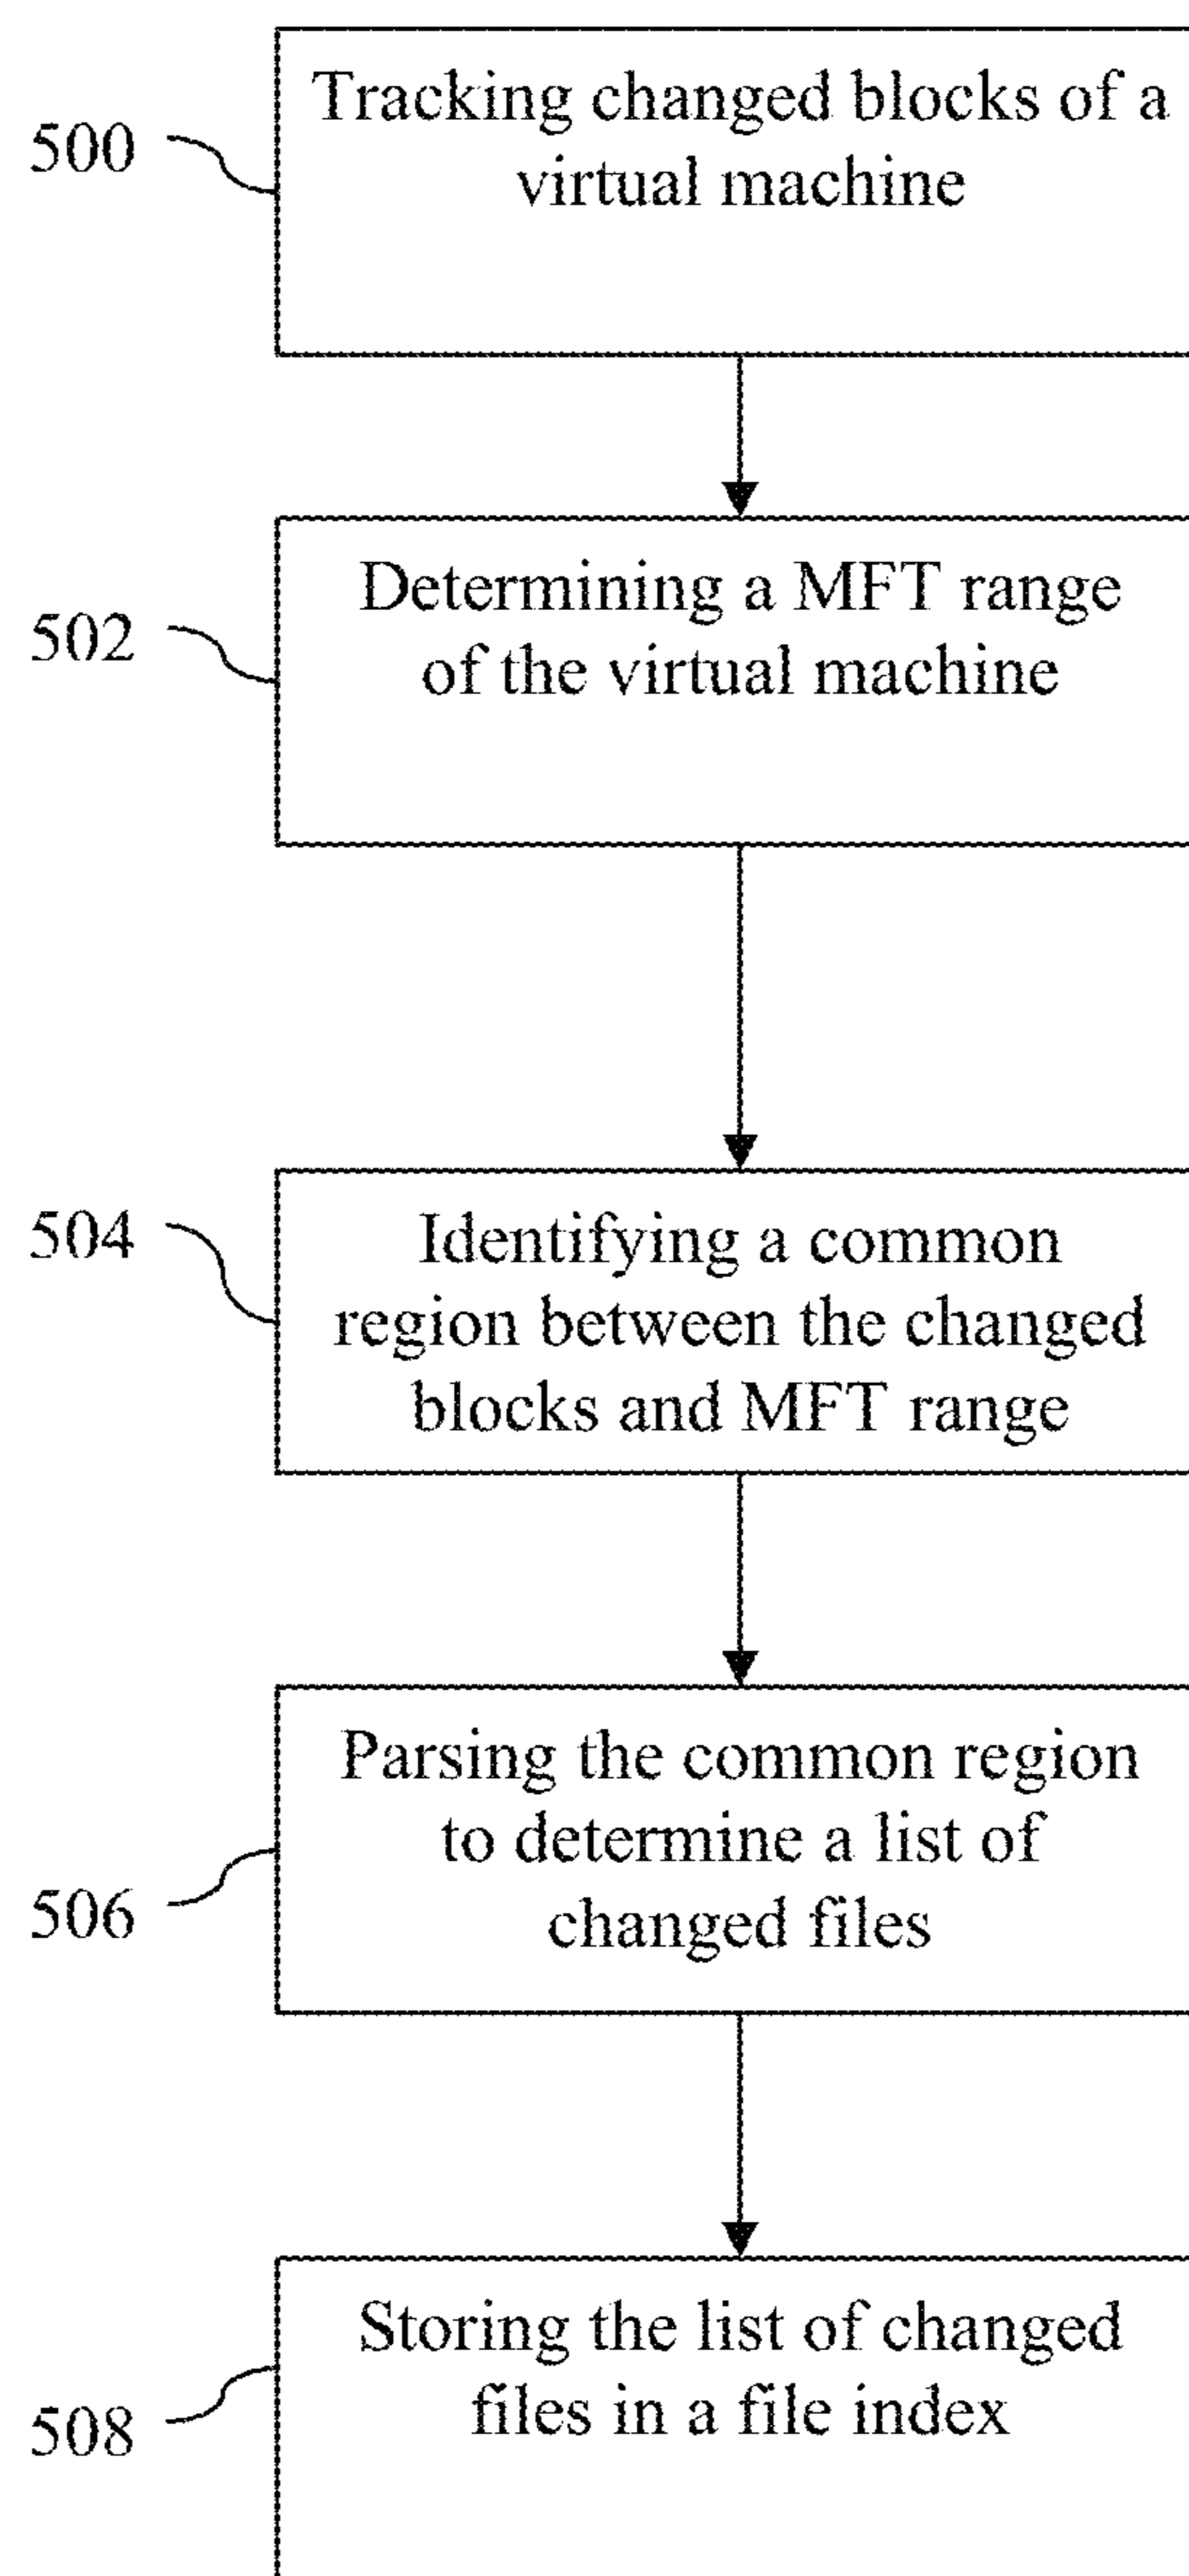 Tracking changed blocks of a
virtual machine
500
Determining a MFT range
of the virtual machine
502
Identifying a common
region between the changed
blocks and MFT range
504
Parsing the common region
to determine a list of
changed files
506
Storing the list of changed
files in a file index
508